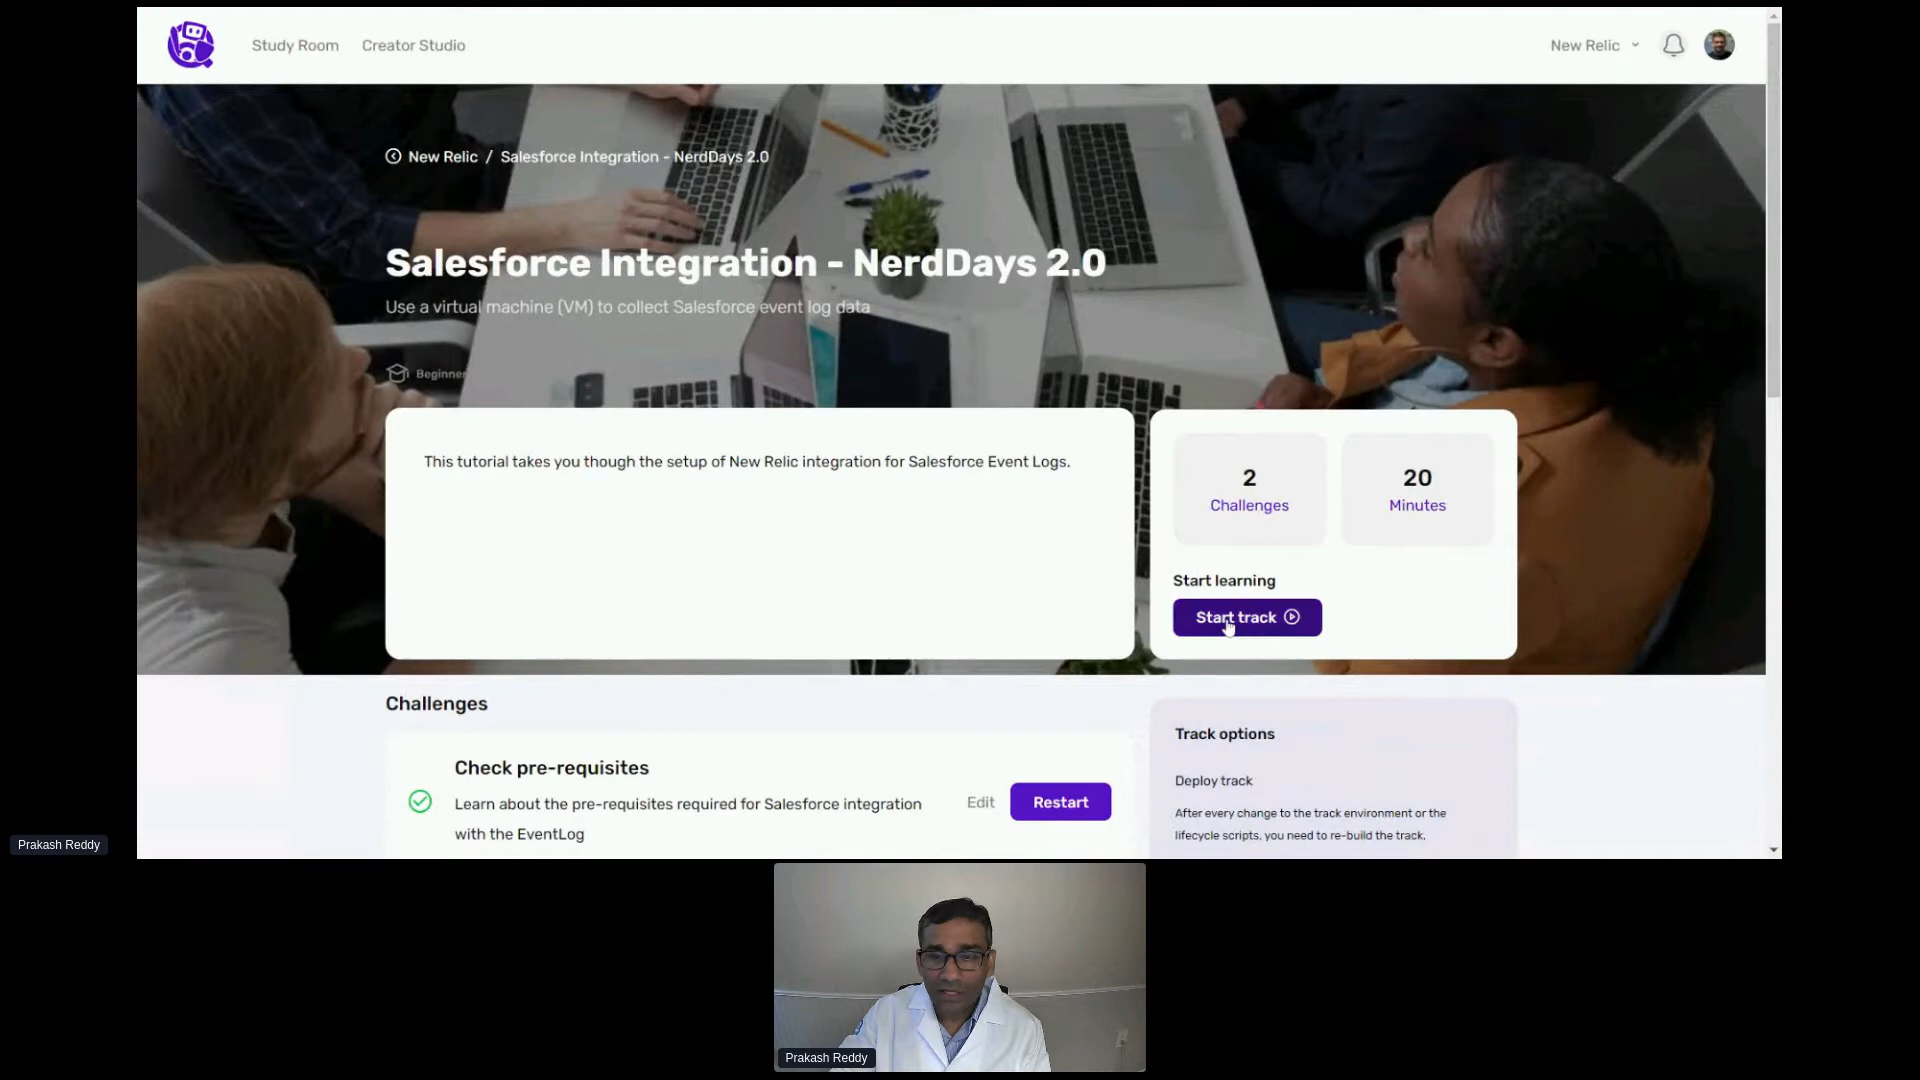 Study Room
Creator Studio
New Relic
New Relic / Salesforce Integration - NerdDays 2.0
Salesforce Integration - NerdDays 2.0
Use a virtual machine (VM) to collect Salesforce event log data
Beginner
This tutorial takes you though the setup of New Relic integration for Salesforce Event Logs.
2
Challenges
20
Minutes
Start learning
Start track
Challenges
Check pre-requisites
Learn about the pre-requisites required for Salesforce integration
with the EventLog
Edit
Restart
Track options
Deploy track
After every change to the track environment or the
lifecycle scripts, you need to re-build the track.
Prakash Reddy
Prakash Reddy